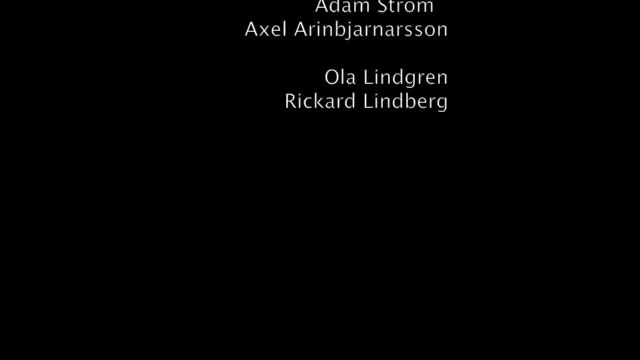 Adam Strom
Axel Arinbjarnarsson
Ola Lindgren
Rickard Lindberg